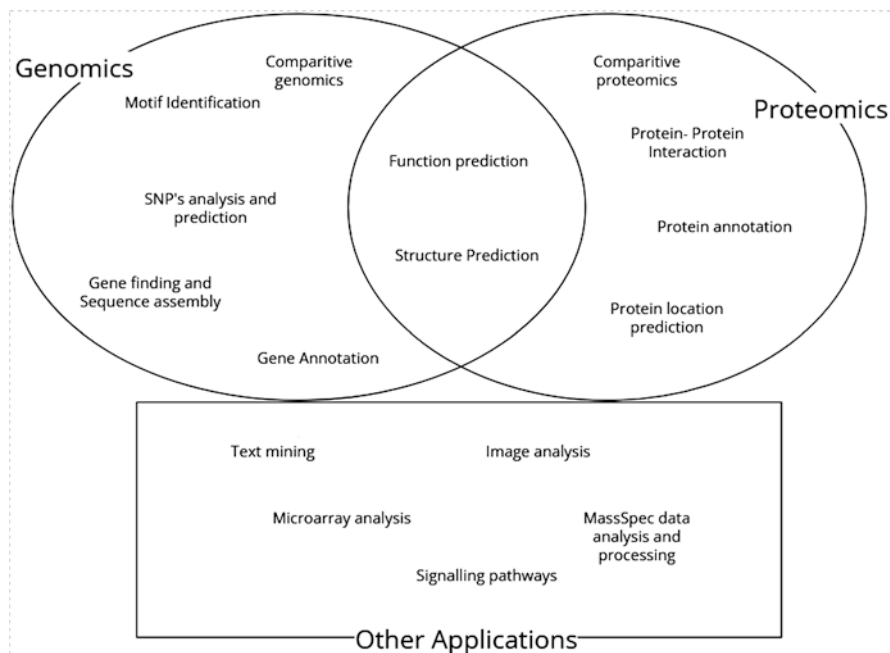 Genomics
Comparitive
genomics
Motif Identification
SNP's analysis and
prediction
Gene finding and
Sequence assembly
Gene Annotation
Function prediction
Structure Prediction
Comparitive
proteomics
Proteomics
Protein- Protein
Interaction
Protein annotation
Protein location
prediction
Text mining
Image analysis
Microarray analysis
MassSpec data
analysis and
processing
Signalling pathways
Other Applications